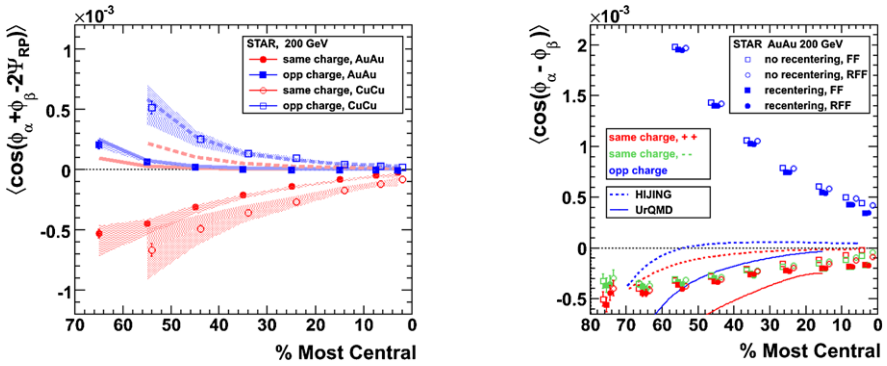 ×10⁻³
⟨cos(ϕα+ϕβ-2ΨRP)⟩
1
0.5
0
-0.5
-1
STAR, 200 GeV
same charge, AuAu
opp charge, AuAu
same charge, CuCu
opp charge, CuCu
70 60 50 40 30 20 10 0
% Most Central
×10⁻³
⟨cos(ϕα - ϕβ)⟩
2
1.5
1
0.5
0
-0.5
STAR AuAu 200 GeV
no recentering, FF
no recentering, RFF
recentering, FF
recentering, RFF
same charge, + +
same charge, - -
opp charge
HIJING
UrQMD
80 70 60 50 40 30 20 10 0
% Most Central